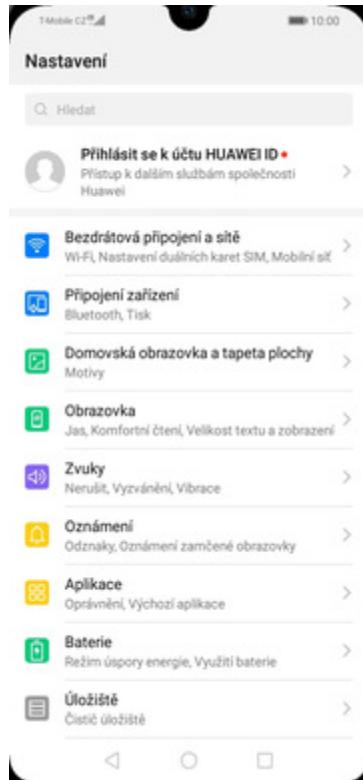 T-Mobile CZ
10:00
Nastavení
Hledat
Přihlásit se k účtu HUAWEI ID
Přístup k dalším službám společnosti
Huawei
Bezdrátová připojení a sítě
Wi-Fi, Nastavení duálních karet SIM, Mobilní síť
Připojení zařízení
Bluetooth, Tisk
Domovská obrazovka a tapeta plochy
Motivy
Obrazovka
Jas, Komfortní čtení, Velikost textu a zobrazení
Zvuky
Nerušit, Vyzvánění, Vibrace
Oznámení
Odznaky, Oznámení zamčené obrazovky
Aplikace
Oprávnění, Výchozí aplikace
Baterie
Režim úspory energie, Využití baterie
Úložiště
Čistič úložiště